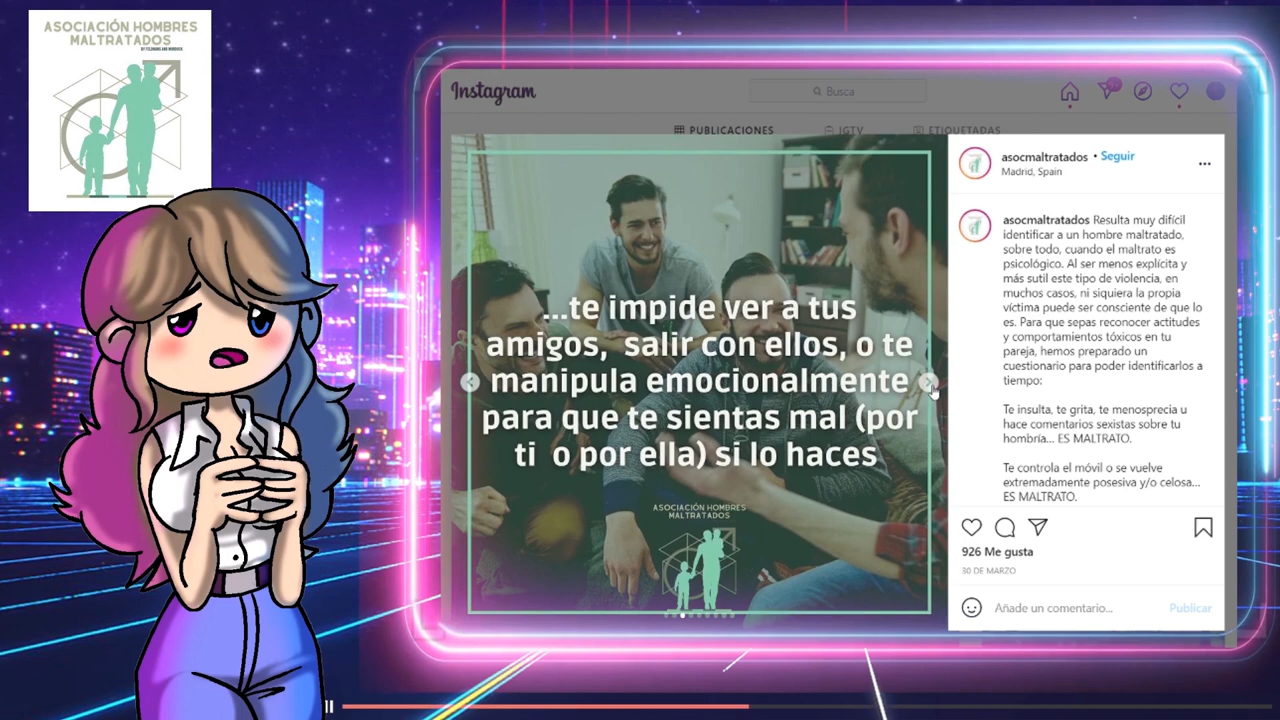 ASOCIACIÓN HOMBRES
MALTRATADOS
Instagram
Busca
PUBLICACIONES
IGTV
ETIQUETADAS
...te impide ver a tus
amigos, salir con ellos, o te
manipula emocionalmente
para que te sientas mal (por
ti o por ella) si lo haces
ASOCIACIÓN HOMBRES
MALTRATADOS
asocmaltratados • Seguir
Madrid, Spain
asocmaltratados Resulta muy difícil
identificar a un hombre maltratado,
sobre todo, cuando el maltrato es
psicológico. Al ser menos explícita y
más sutil este tipo de violencia, en
muchos casos, ni siquiera la propia
víctima puede ser consciente de que lo
es. Para que sepas reconocer actitudes
y comportamientos tóxicos en tu
pareja, hemos preparado un
cuestionario para poder identificarlos a
tiempo:
Te insulta, te grita, te menosprecia u
hace comentarios sexistas sobre tu
hombría... ES MALTRATO.
Te controla el móvil o se vuelve
extremadamente posesiva y/o celosa...
ES MALTRATO.
926 Me gusta
30 DE MARZO
Añade un comentario...
Publicar